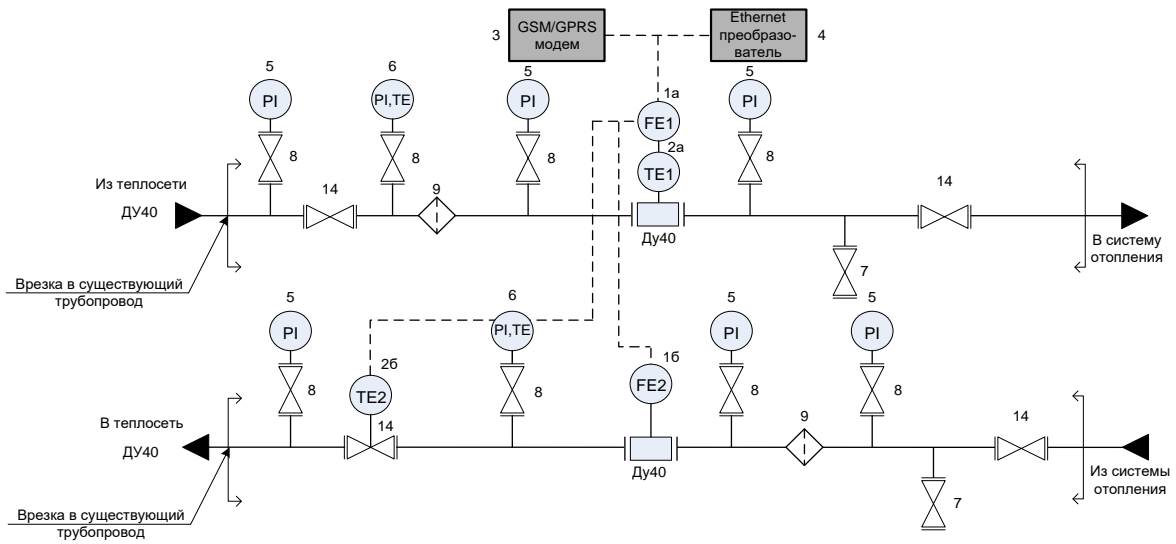 GSM/GPRS
модем
3
Ethernet
преобразо-
ватель
4
5
PI
8
6
PI,TE
8
5
PI
8
1а
FE1
2а
TE1
5
PI
8
Из теплосети
ДУ40
14
9
Ду40
14
7
В систему
отопления
Врезка в существующий
трубопровод
5
PI
8
2б
TE2
14
6
PI,TE
8
1б
FE2
5
PI
8
5
PI
8
В теплосеть
ДУ40
Ду40
9
14
7
Из системы
отопления
Врезка в существующий
трубопровод